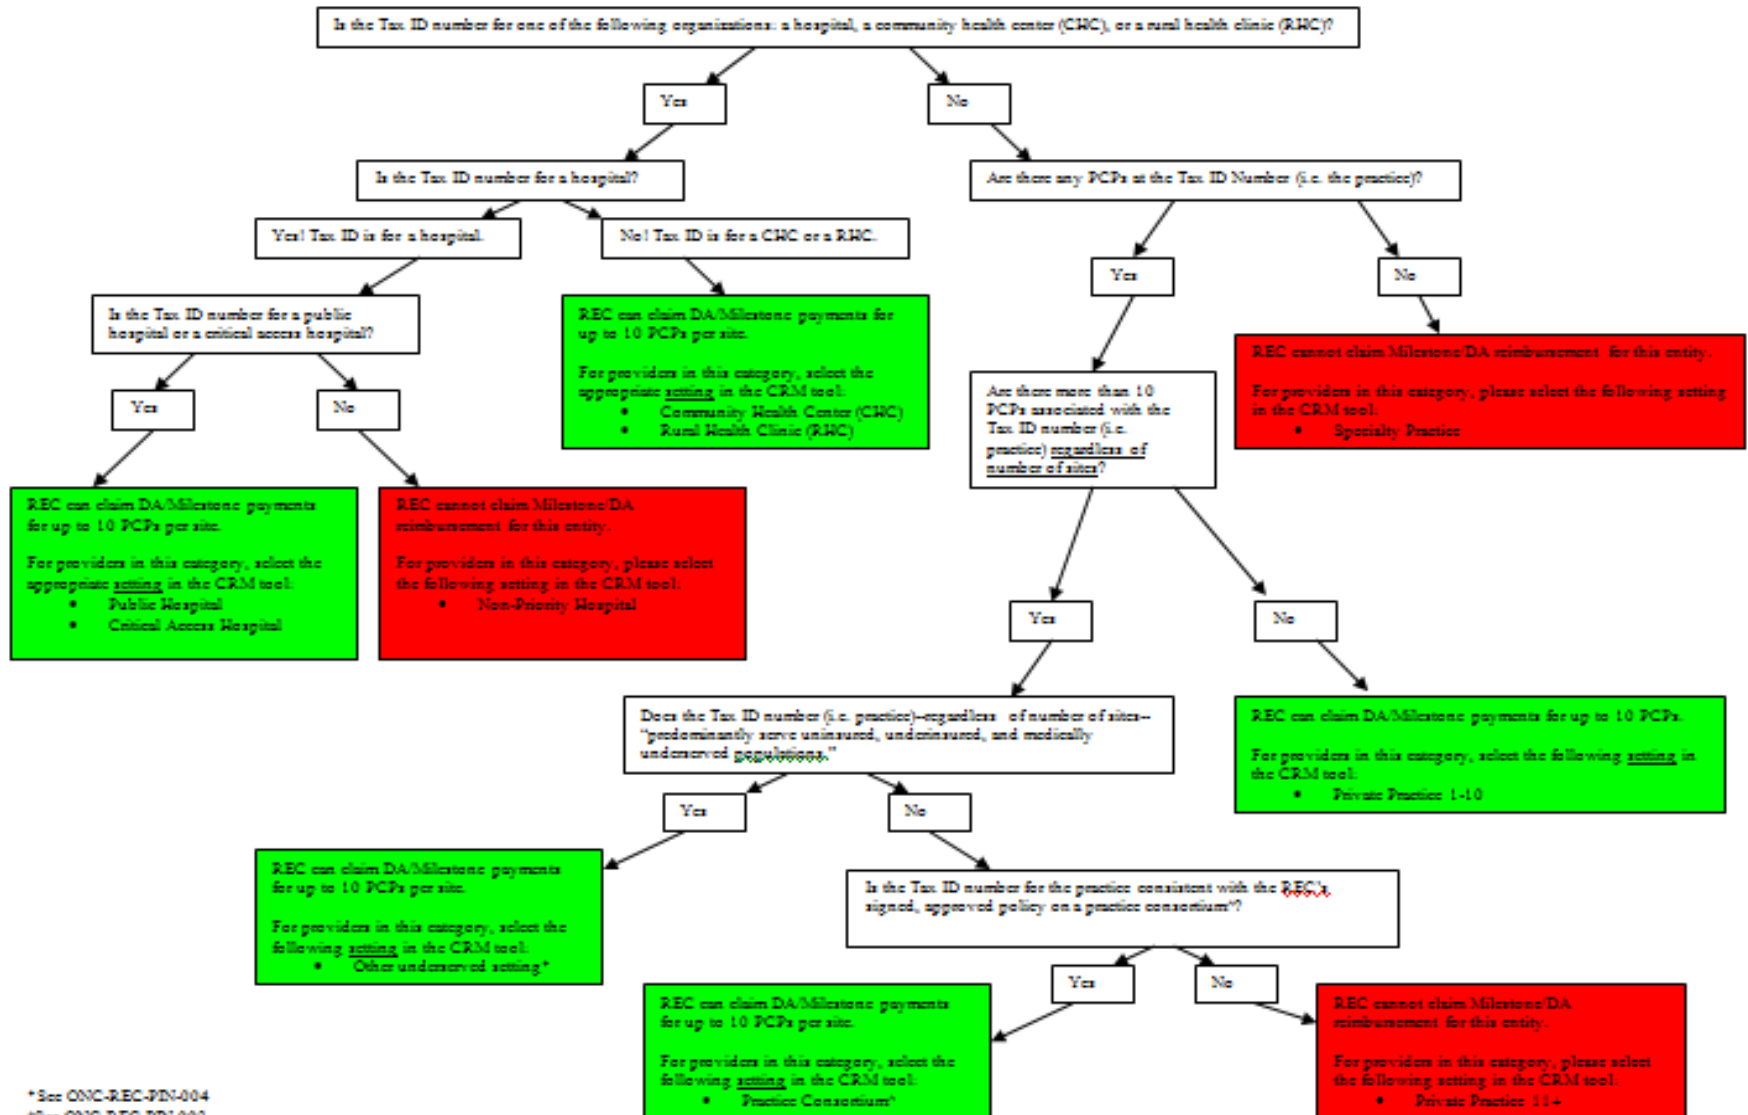 Is the Tax ID number for one of the following organizations: a hospital, a community health center (CHC), or a rural health clinic (RHC)?
Yes
No
Is the Tax ID number for a hospital?
Are there any PCPs at the Tax ID Number (i.e. the practice)?
Yes! Tax ID is for a hospital.
No! Tax ID is for a CHC or a RHC.
Yes
No
Is the Tax ID number for a public
hospital or a critical access hospital?
REC can claim DA/Milestone payments for
up to 10 PCPs per site.
For providers in this category, select the
appropriate setting in the CRM tool:
• Community Health Center (CHC)
• Rural Health Clinic (RHC)
REC cannot claim Milestone/DA reimbursement for this entity.
For providers in this category, please select the following setting
in the CRM tool:
• Specialty Practice
Yes
No
Are there more than 10
PCPs associated with the
Tax ID number (i.e.
practice) regardless of
number of sites?
REC can claim DA/Milestone payments
for up to 10 PCPs per site.
For providers in this category, select the
appropriate setting in the CRM tool:
• Public Hospital
• Critical Access Hospital
REC cannot claim Milestone/DA
reimbursement for this entity.
For providers in this category, please select
the following setting in the CRM tool:
• Non-Priority Hospital
Yes
No
Does the Tax ID number (i.e. practice)--regardless of number of sites--
"predominantly serve uninsured, underinsured, and medically
underserved populations."
REC can claim DA/Milestone payments for up to 10 PCPs.
For providers in this category, select the following setting in
the CRM tool:
• Private Practice 1-10
Yes
No
REC can claim DA/Milestone payments
for up to 10 PCPs per site.
For providers in this category, select the
following setting in the CRM tool:
• Other underserved setting+
Is the Tax ID number for the practice consistent with the REC's
signed, approved policy on a practice consortium^?
Yes
No
REC can claim DA/Milestone payments
for up to 10 PCPs per site.
For providers in this category, select the
following setting in the CRM tool:
• Practice Consortium^
REC cannot claim Milestone/DA
reimbursement for this entity.
For providers in this category, please select
the following setting in the CRM tool:
• Private Practice 11+
+See ONC-REC-PIN-004